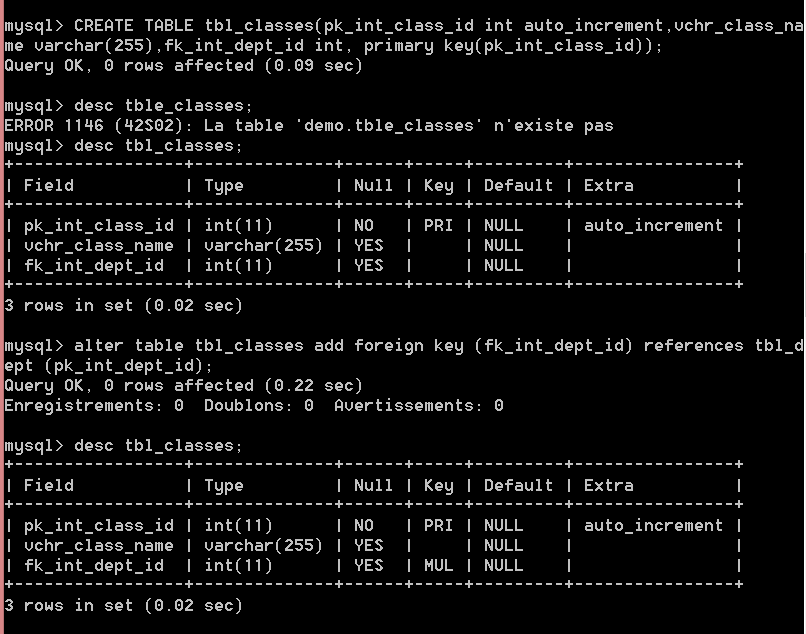 mysql> CREATE TABLE tbl_classes(pk_int_class_id int auto_increment,vchr_class_na
me varchar(255),fk_int_dept_id int, primary key(pk_int_class_id));
Query OK, 0 rows affected (0.09 sec)
mysql> desc tble_classes;
ERROR 1146 (42S02): La table 'demo.tble_classes' n'existe pas
mysql> desc tbl_classes;
+-----------------+--------------+------+-----+---------+----------------+
| Field           | Type         | Null | Key | Default | Extra          |
+-----------------+--------------+------+-----+---------+----------------+
| pk_int_class_id | int(11)      | NO   | PRI | NULL    | auto_increment |
| vchr_class_name | varchar(255) | YES  |     | NULL    |                |
| fk_int_dept_id  | int(11)      | YES  |     | NULL    |                |
+-----------------+--------------+------+-----+---------+----------------+
3 rows in set (0.02 sec)
mysql> alter table tbl_classes add foreign key (fk_int_dept_id) references tbl_d
ept (pk_int_dept_id);
Query OK, 0 rows affected (0.22 sec)
Enregistrements: 0  Doublons: 0  Avertissements: 0
mysql> desc tbl_classes;
+-----------------+--------------+------+-----+---------+----------------+
| Field           | Type         | Null | Key | Default | Extra          |
+-----------------+--------------+------+-----+---------+----------------+
| pk_int_class_id | int(11)      | NO   | PRI | NULL    | auto_increment |
| vchr_class_name | varchar(255) | YES  |     | NULL    |                |
| fk_int_dept_id  | int(11)      | YES  | MUL | NULL    |                |
+-----------------+--------------+------+-----+---------+----------------+
3 rows in set (0.02 sec)